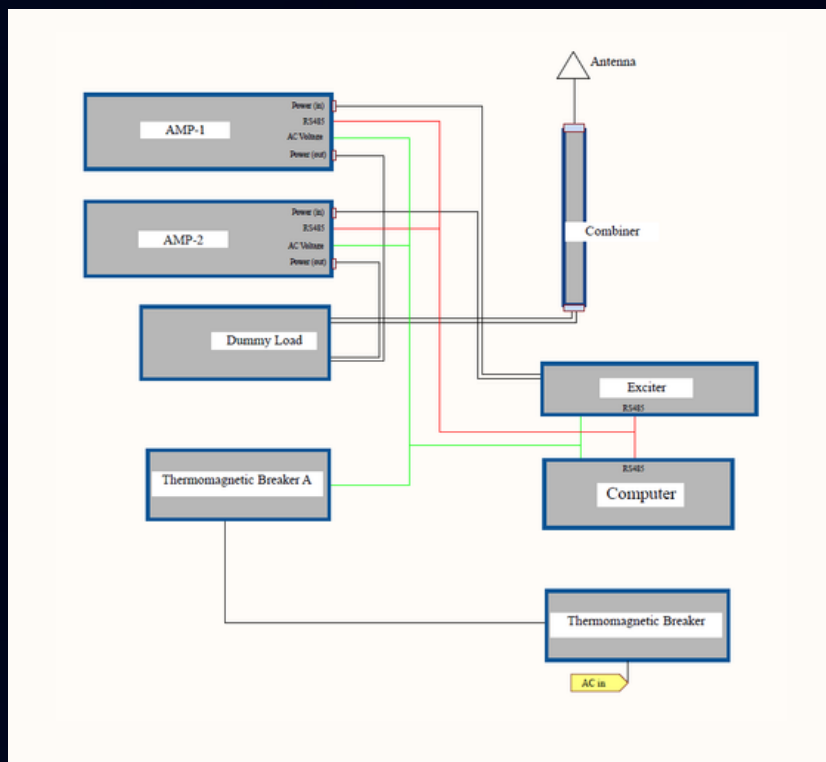 Antenna
Power (in)
RS485
AMP-1
AC Voltage
Power (out)
Power (in)
RS485
AMP-2
AC Voltage
Power (out)
Combiner
Dummy Load
Exciter
RS485
RS485
Thermomagnetic Breaker A
Computer
Thermomagnetic Breaker
AC in